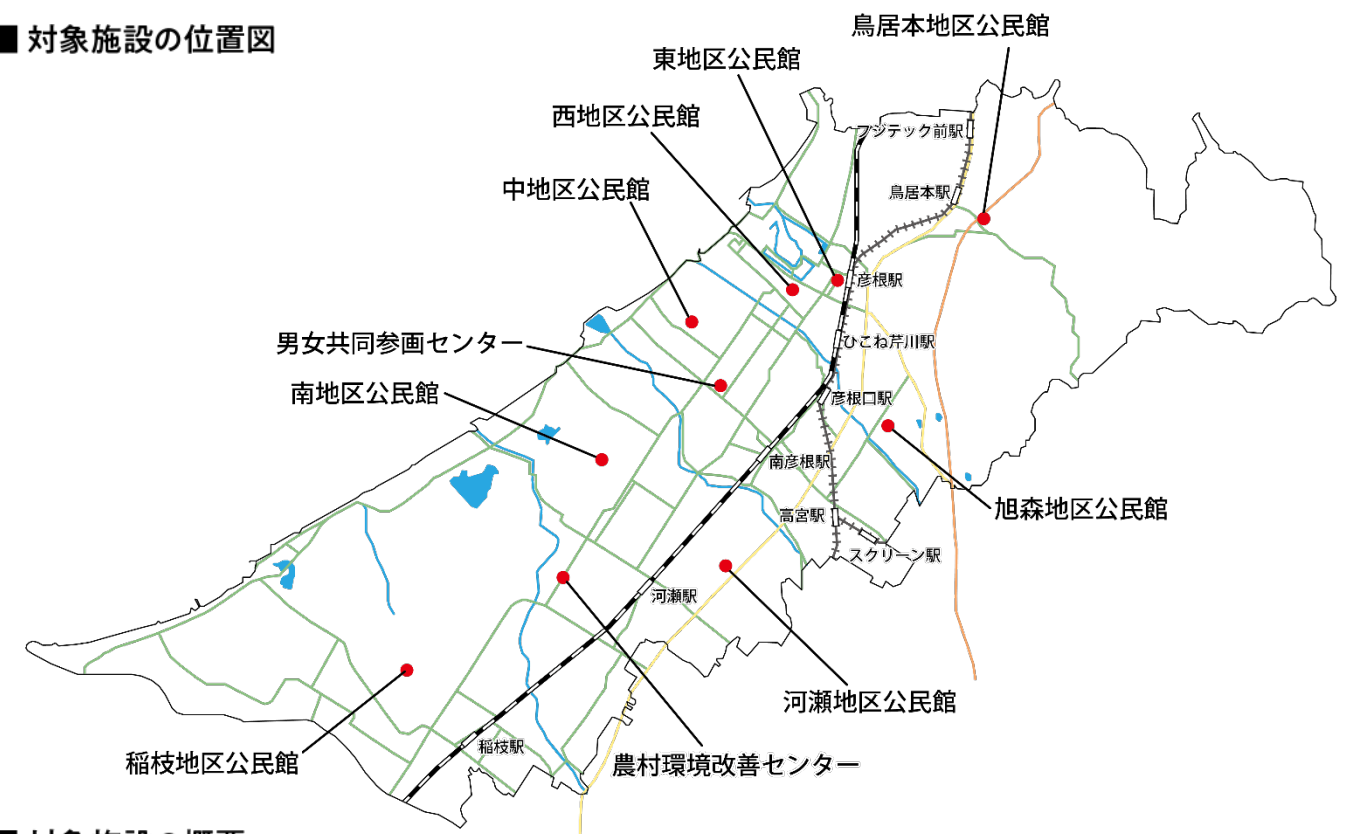 ■ 対象施設の位置図
鳥居本地区公民館
東地区公民館
西地区公民館
フジテック前駅
中地区公民館
鳥居本駅
彦根駅
男女共同参画センター
ひこね芹川駅
南地区公民館
彦根口駅
南彦根駅
旭森地区公民館
高宮駅
スクリーン駅
河瀬駅
河瀬地区公民館
稲枝駅
稲枝地区公民館
農村環境改善センター